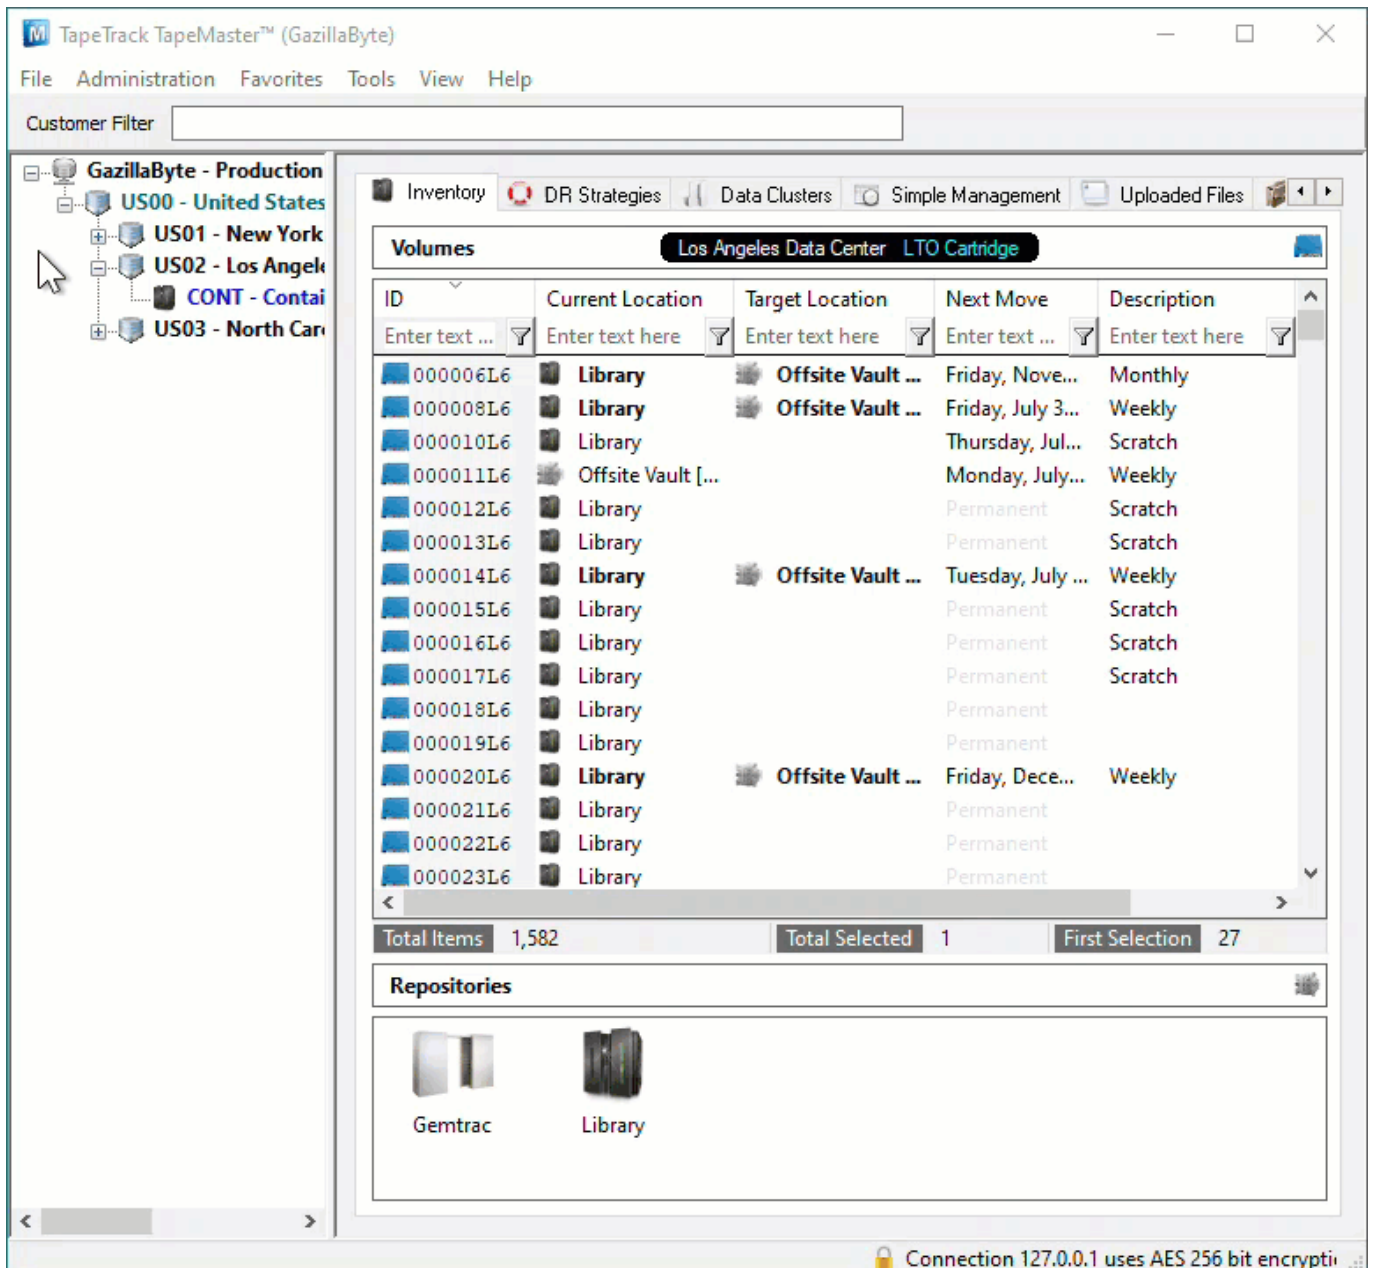 TapeTrack TapeMaster™ (GazillaByte)
File Administration Favorites Tools View Help
Customer Filter
GazillaByte - Production
US00 - United States
US01 - New York
US02 - Los Angele
CONT - Contai
US03 - North Car
Inventory DR Strategies Data Clusters Simple Management Uploaded Files
Volumes Los Angeles Data Center LTO Cartridge
ID Current Location Target Location Next Move Description
Enter text ... Enter text here Enter text here Enter text ... Enter text here
000006L6 Library Offsite Vault ... Friday, Nove... Monthly
000008L6 Library Offsite Vault ... Friday, July 3... Weekly
000010L6 Library Thursday, Jul... Scratch
000011L6 Offsite Vault [... Monday, July... Weekly
000012L6 Library Permanent Scratch
000013L6 Library Permanent Scratch
000014L6 Library Offsite Vault ... Tuesday, July ... Weekly
000015L6 Library Permanent Scratch
000016L6 Library Permanent Scratch
000017L6 Library Permanent Scratch
000018L6 Library Permanent
000019L6 Library Permanent
000020L6 Library Offsite Vault ... Friday, Dece... Weekly
000021L6 Library Permanent
000022L6 Library Permanent
000023L6 Library Permanent
Total Items 1,582 Total Selected 1 First Selection 27
Repositories
Gemtrac Library
Connection 127.0.0.1 uses AES 256 bit encrypti